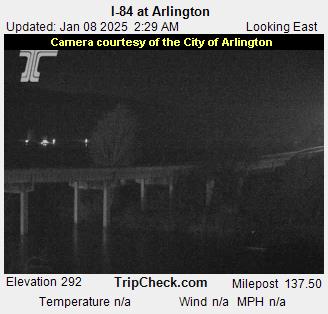 I-84 at Arlington
Updated: Jan 08 2025 2:29 AM Looking East
Camera courtesy of the City of Arlington
Elevation 292 TripCheck.com Milepost 137.50
Temperature n/a Wind n/a MPH n/a